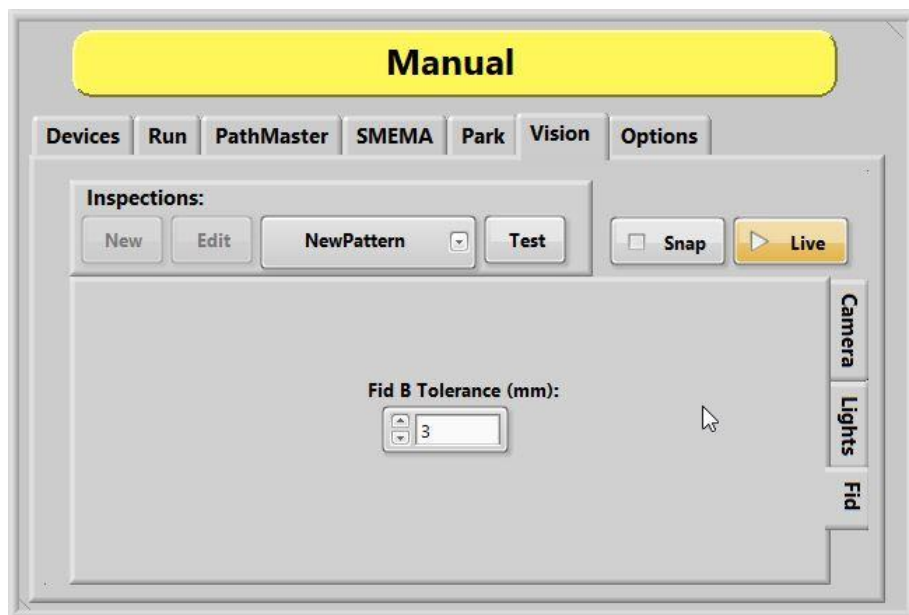 Manual
Devices Run PathMaster SMEMA Park Vision Options
Inspections:
New Edit NewPattern Test Snap Live
Camera
Fid B Tolerance (mm):
3
Lights
Fid